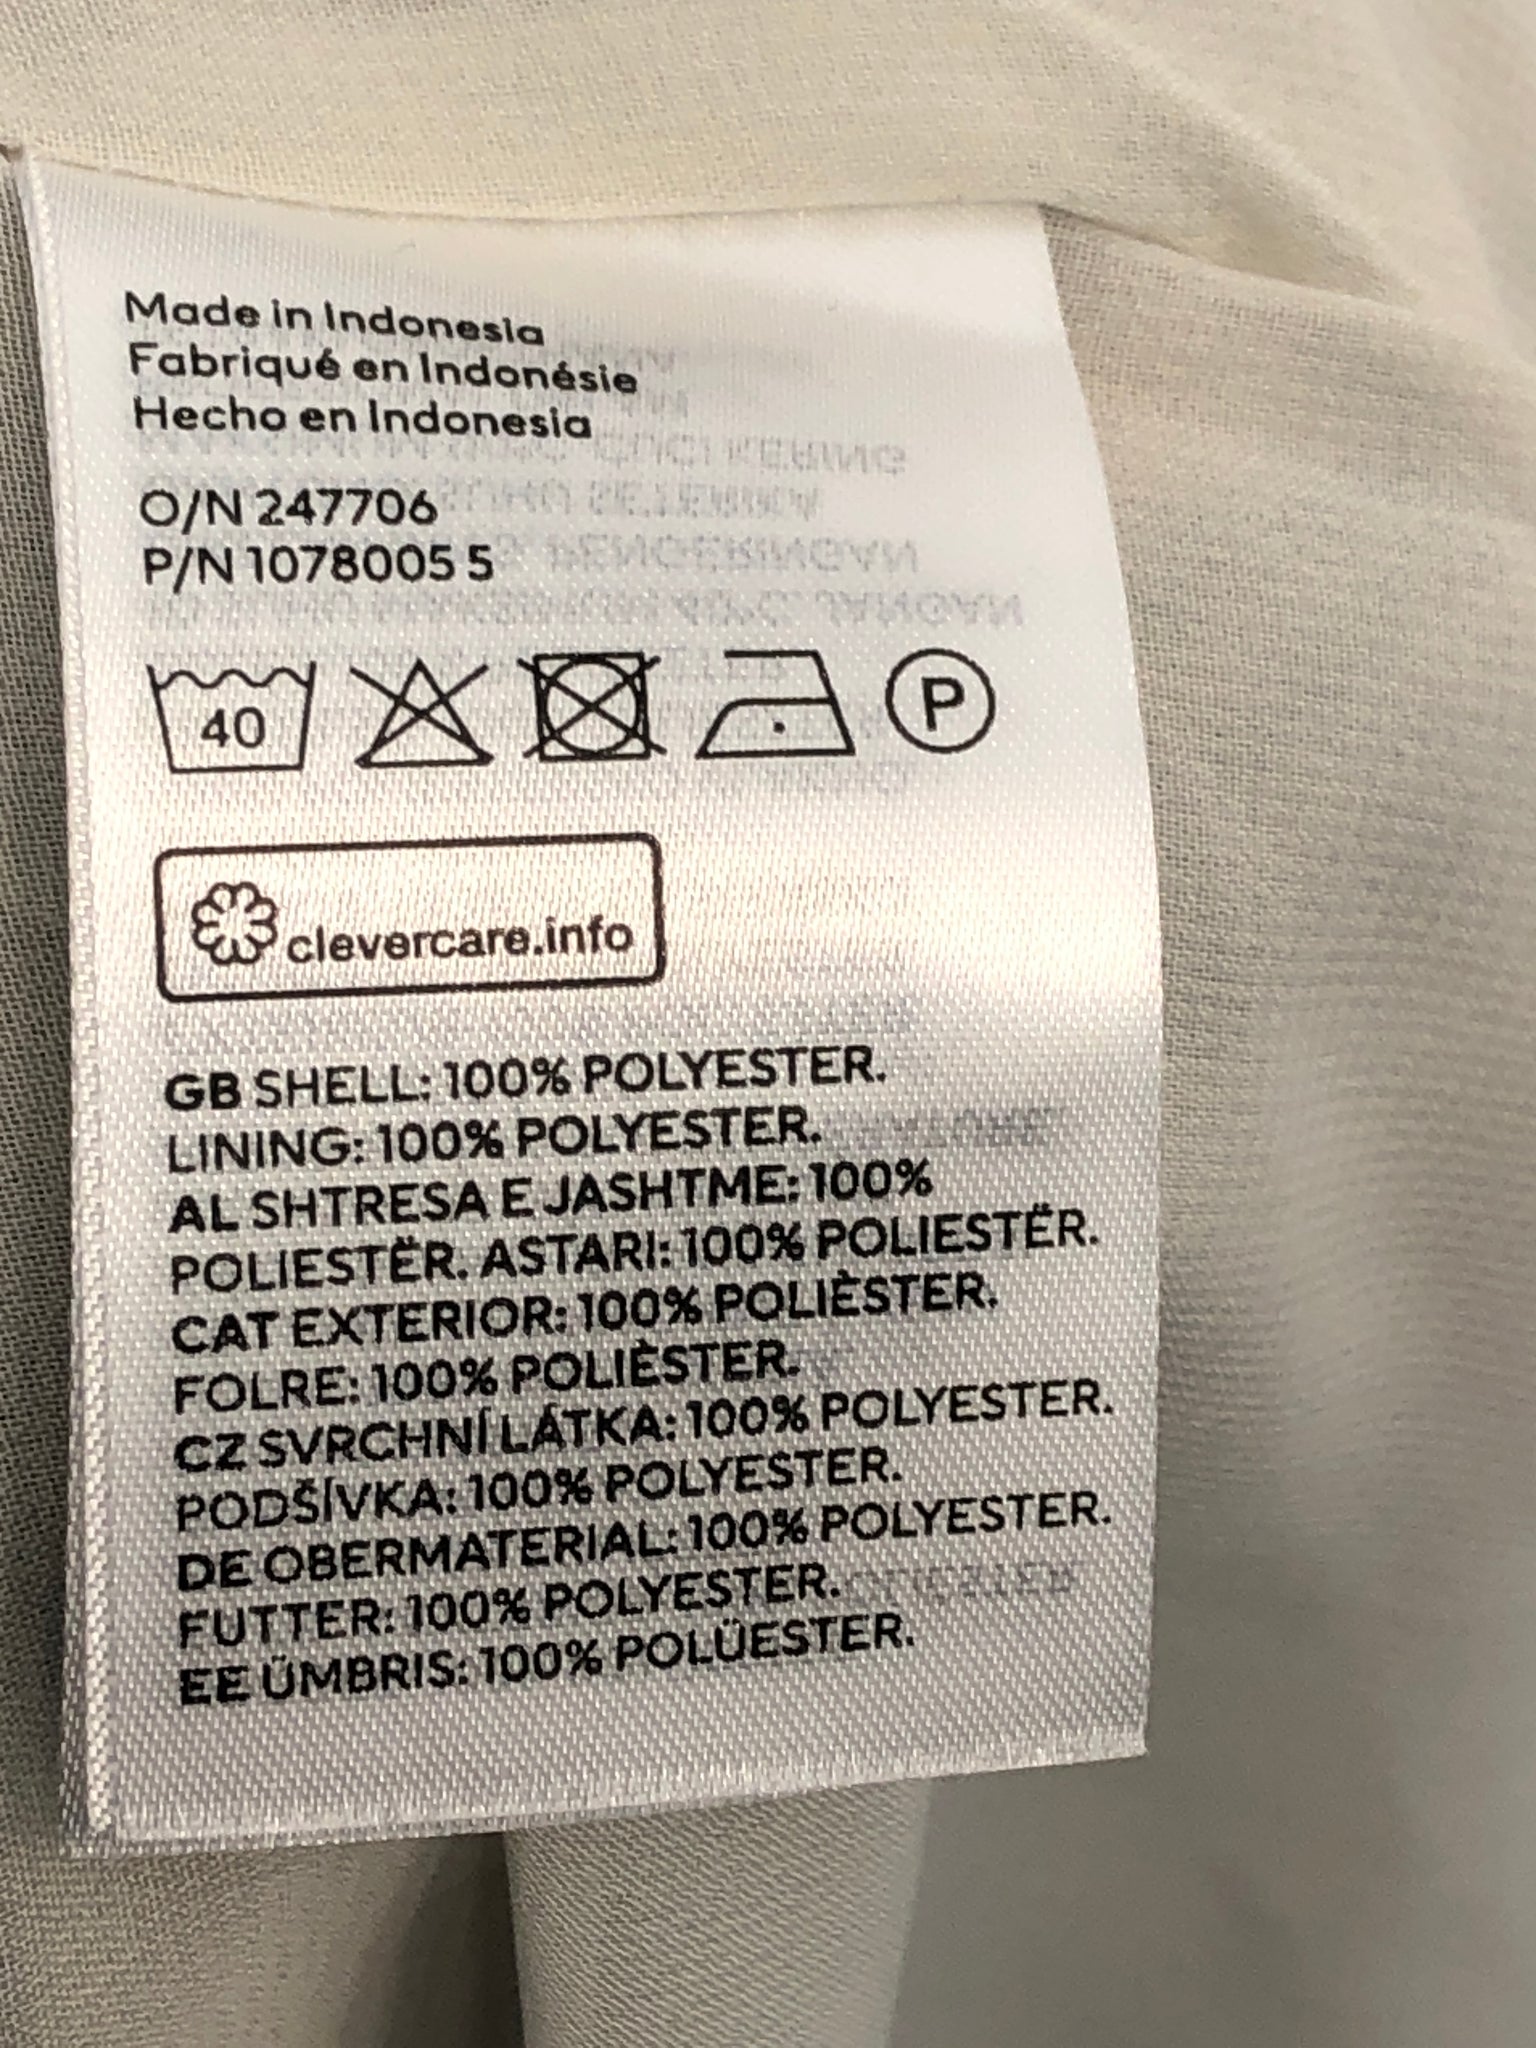 Made in Indonesia
Fabriqué en Indonésie
Hecho en Indonesia
O/N 247706
P/N 1078005 5
40
P
clevercare.info
GB SHELL: 100% POLYESTER.
LINING: 100% POLYESTER.
AL SHTRESA E JASHTME: 100%
POLIESTËR. ASTARI: 100% POLIESTËR.
CAT EXTERIOR: 100% POLIÈSTER.
FOLRE: 100% POLIÈSTER.
CZ SVRCHNÍ LÁTKA: 100% POLYESTER.
PODŠÍVKA: 100% POLYESTER.
DE OBERMATERIAL: 100% POLYESTER.
FUTTER: 100% POLYESTER.
EE ÜMBRIS: 100% POLÜESTER.